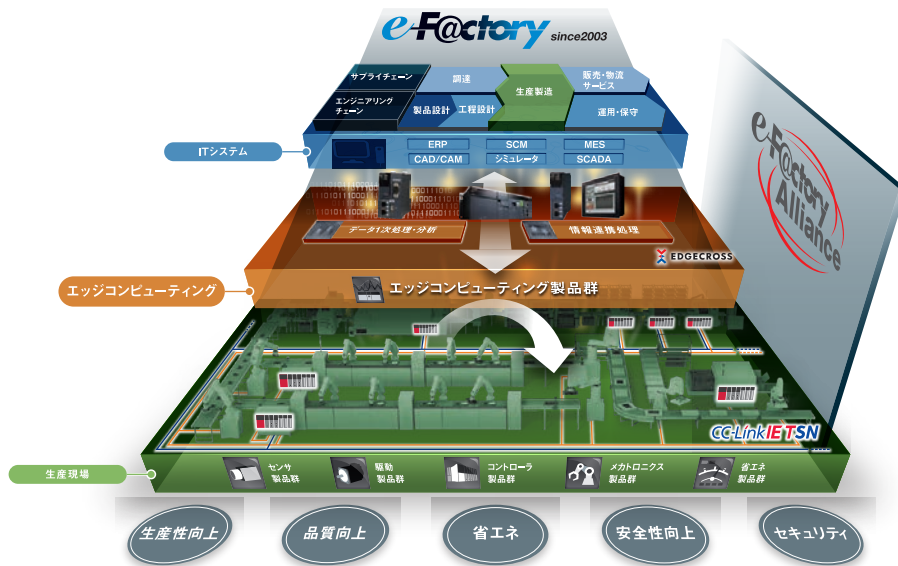 e-F@ctory since2003
サプライチェーン
調達
生産製造
販売・物流
サービス
エンジニアリング
チェーン
製品設計
工程設計
運用・保守
ITシステム
ERP
SCM
MES
CAD/CAM
シミュレータ
SCADA
e-F@ctory
Alliance
データ1次処理・分析
情報連携処理
EDGECROSS
エッジコンピューティング
エッジコンピューティング製品群
CC-Link IE TSN
生産現場
センサ
製品群
駆動
製品群
コントローラ
製品群
メカトロニクス
製品群
省エネ
製品群
生産性向上
品質向上
省エネ
安全性向上
セキュリティ